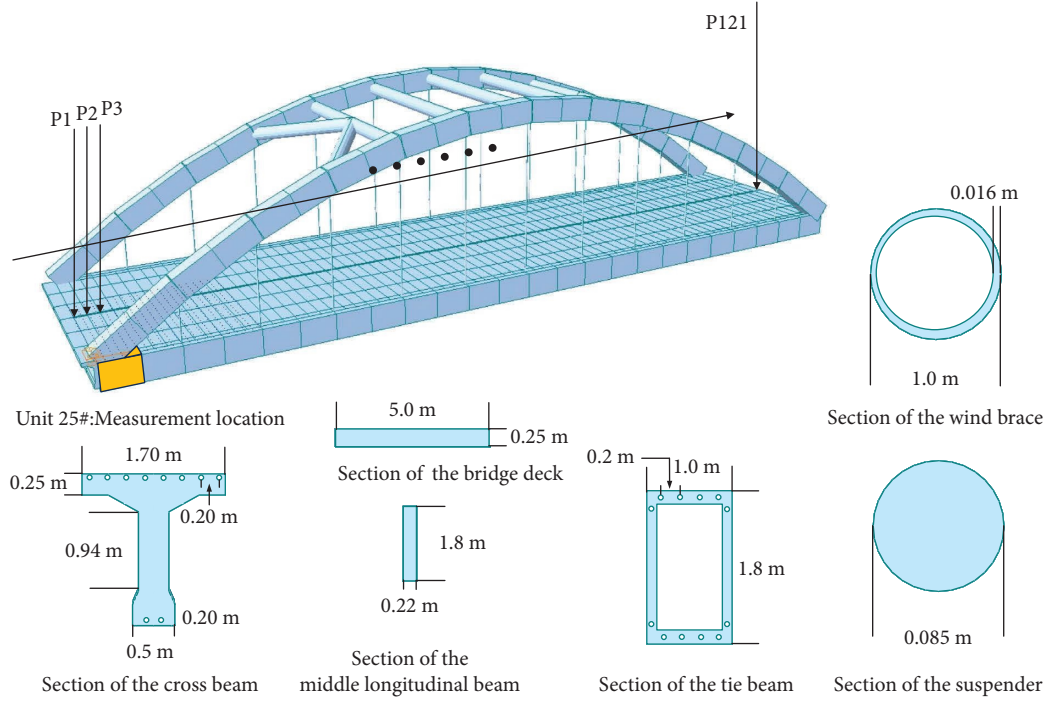 P121
P1
P2
P3
0.016 m
1.0 m
Section of the wind brace
Unit 25#:Measurement location
1.70 m
0.25 m
0.20 m
0.94 m
0.20 m
0.5 m
Section of the cross beam
5.0 m
0.25 m
Section of the bridge deck
1.8 m
0.22 m
Section of the
middle longitudinal beam
0.2 m
1.0 m
1.8 m
Section of the tie beam
0.085 m
Section of the suspender